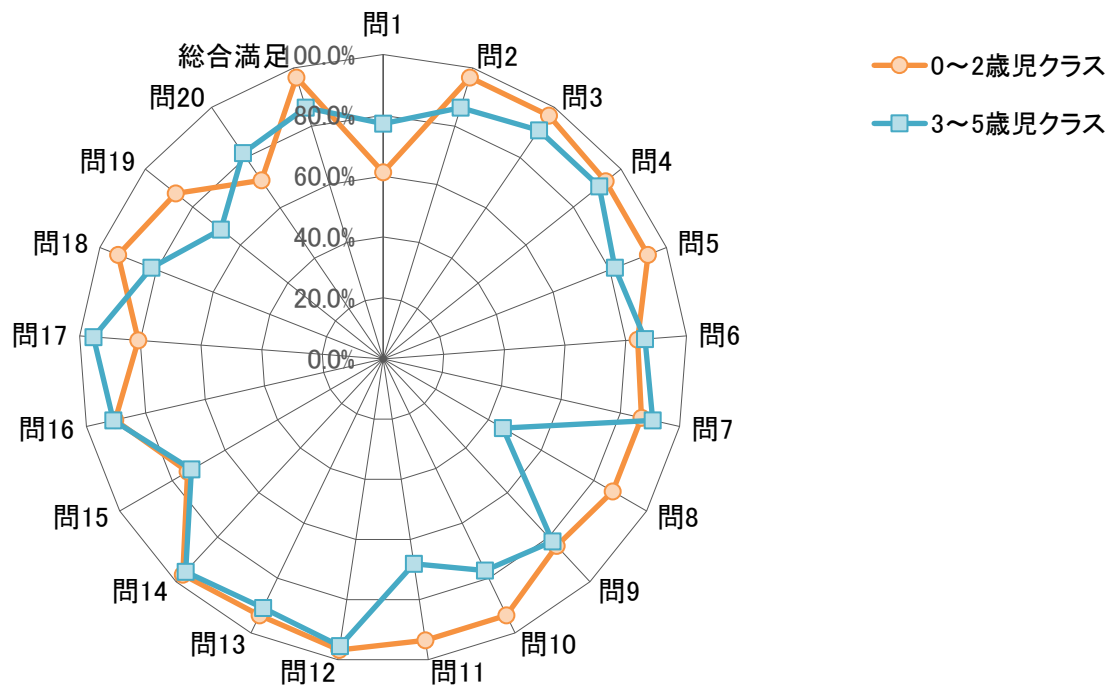 問1
問2
問3
問4
問5
問6
問7
問8
問9
問10
問11
問12
問13
問14
問15
問16
問17
問18
問19
問20
総合満足
100.0%
80.0%
60.0%
40.0%
20.0%
0.0%
0～2歳児クラス
3～5歳児クラス